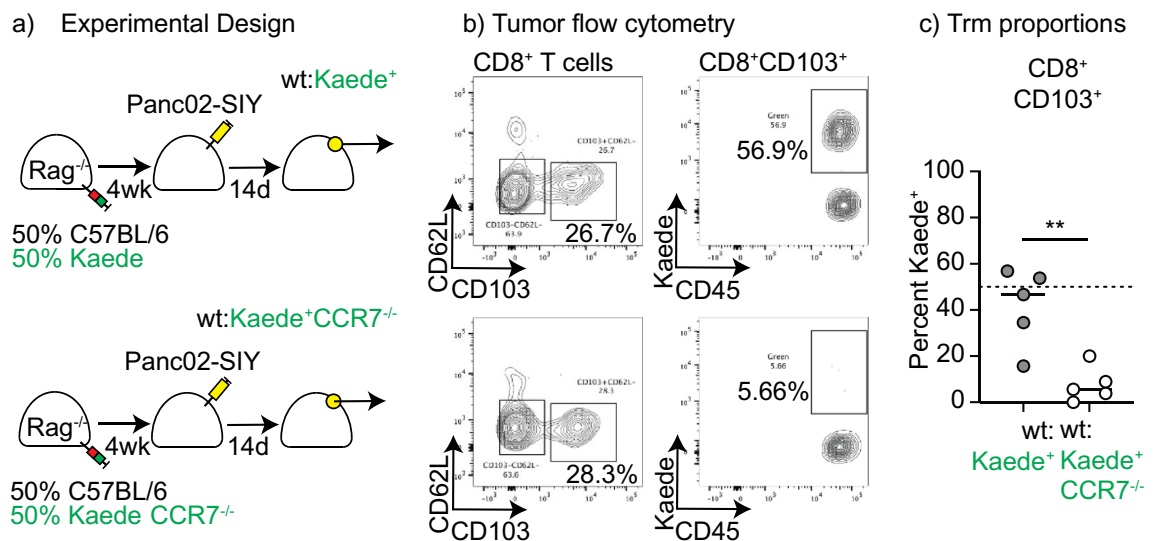 a) Experimental Design
wt:Kaede+
Panc02-SIY
Rag-/-
4wk
14d
50% C57BL/6
50% Kaede
wt:Kaede+CCR7-/-
Panc02-SIY
Rag-/-
4wk
14d
50% C57BL/6
50% Kaede CCR7-/-
b) Tumor flow cytometry
CD8+ T cells
CD103+CD62L-
26.7
CD103-CD62L-
63.9
26.7%
CD62L
CD103
CD8+CD103+
Green
56.9
56.9%
Kaede
CD45
CD103+CD62L-
28.3
CD103-CD62L-
63.6
28.3%
CD62L
CD103
Green
5.66
5.66%
Kaede
CD45
c) Trm proportions
CD8+
CD103+
Percent Kaede+
100
80
60
40
20
0
**
wt: wt:
Kaede+ Kaede+
CCR7-/-